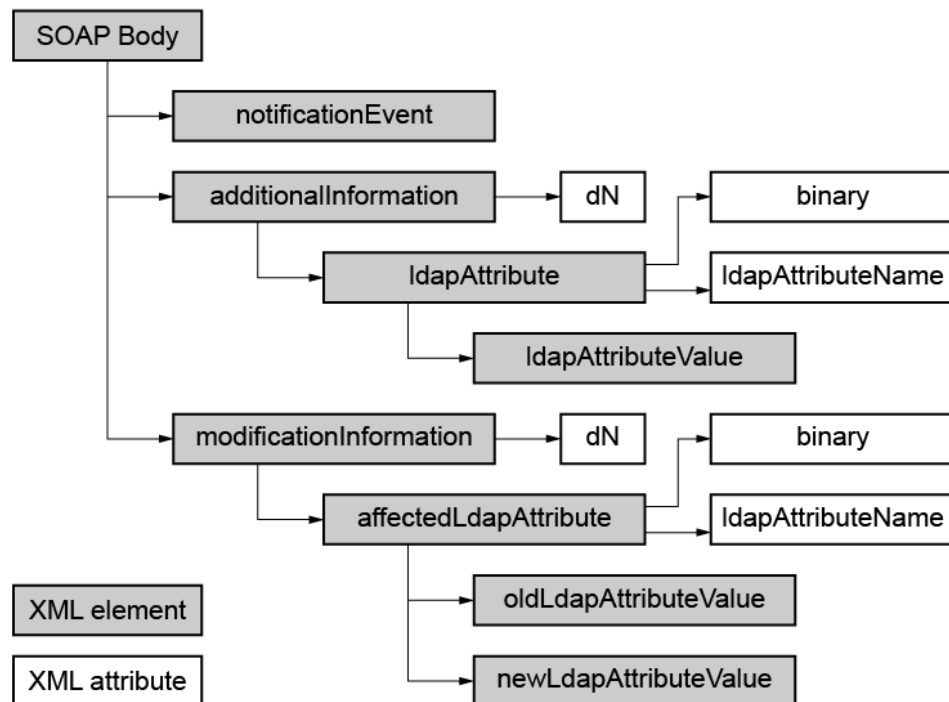 SOAP Body
notificationEvent
additionalInformation
dN
binary
ldapAttribute
ldapAttributeName
ldapAttributeValue
modificationInformation
dN
binary
affectedLdapAttribute
ldapAttributeName
oldLdapAttributeValue
newLdapAttributeValue
XML element
XML attribute